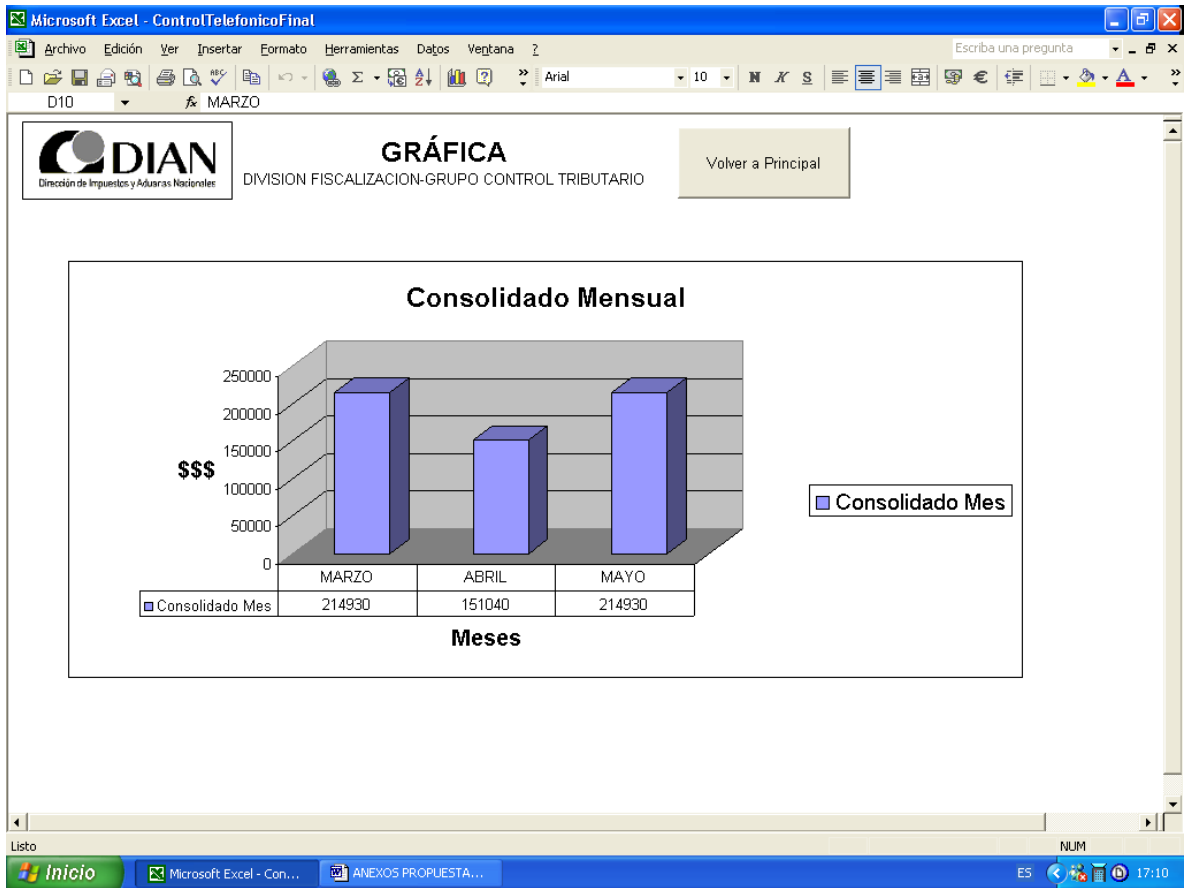 Microsoft Excel - ControlTelefonicoFinal
Archivo Edición Ver Insertar Formato Herramientas Datos Ventana ?
Escriba una pregunta
Arial 10 N K S €
D10 fx MARZO
DIAN
Dirección de Impuestos y Aduanas Nacionales
GRÁFICA
DIVISION FISCALIZACION-GRUPO CONTROL TRIBUTARIO
Volver a Principal
Consolidado Mensual
250000
200000
150000
$$$
100000
50000
0
Consolidado Mes
MARZO ABRIL MAYO
Consolidado Mes 214930 151040 214930
Meses
Listo
NUM
Inicio
Microsoft Excel - Con...
ANEXOS PROPUESTA...
ES
17:10